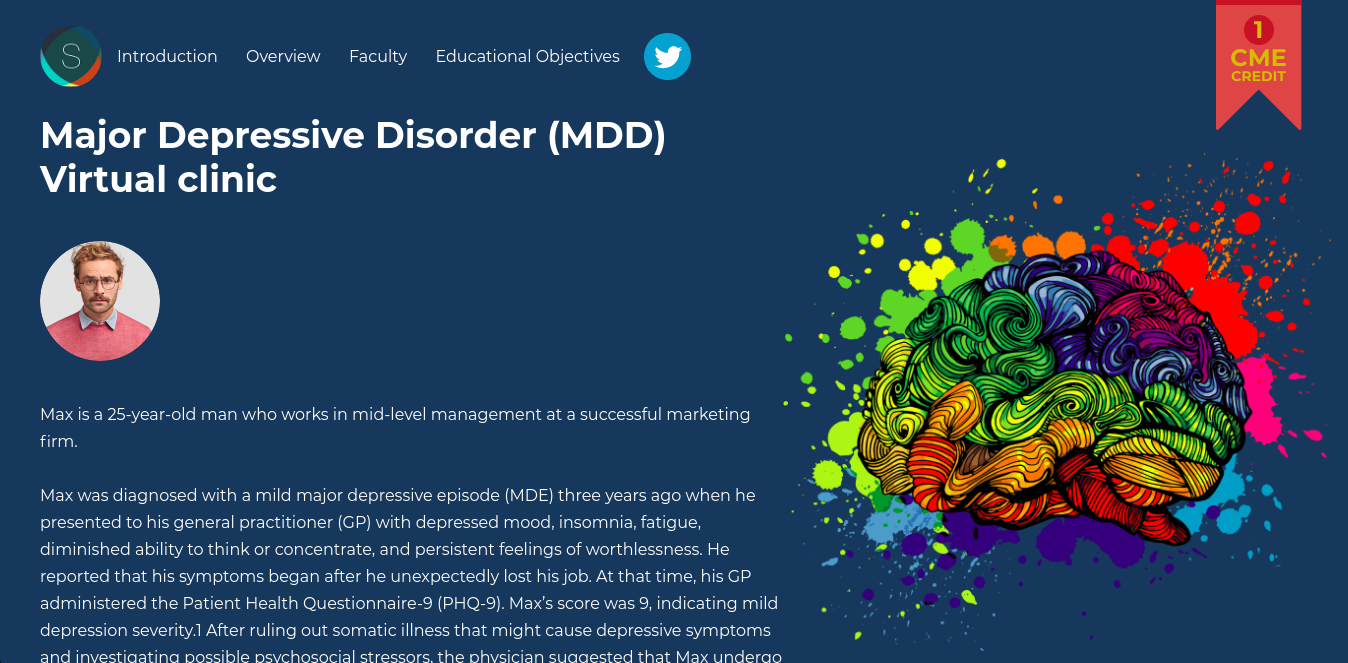 S
Introduction Overview Faculty Educational Objectives
1
CME
CREDIT
Major Depressive Disorder (MDD)
Virtual clinic
Max is a 25-year-old man who works in mid-level management at a successful marketing
firm.
Max was diagnosed with a mild major depressive episode (MDE) three years ago when he
presented to his general practitioner (GP) with depressed mood, insomnia, fatigue,
diminished ability to think or concentrate, and persistent feelings of worthlessness. He
reported that his symptoms began after he unexpectedly lost his job. At that time, his GP
administered the Patient Health Questionnaire-9 (PHQ-9). Max’s score was 9, indicating mild
depression severity.1 After ruling out somatic illness that might cause depressive symptoms
and investigating possible psychosocial stressors, the physician suggested that Max undergo